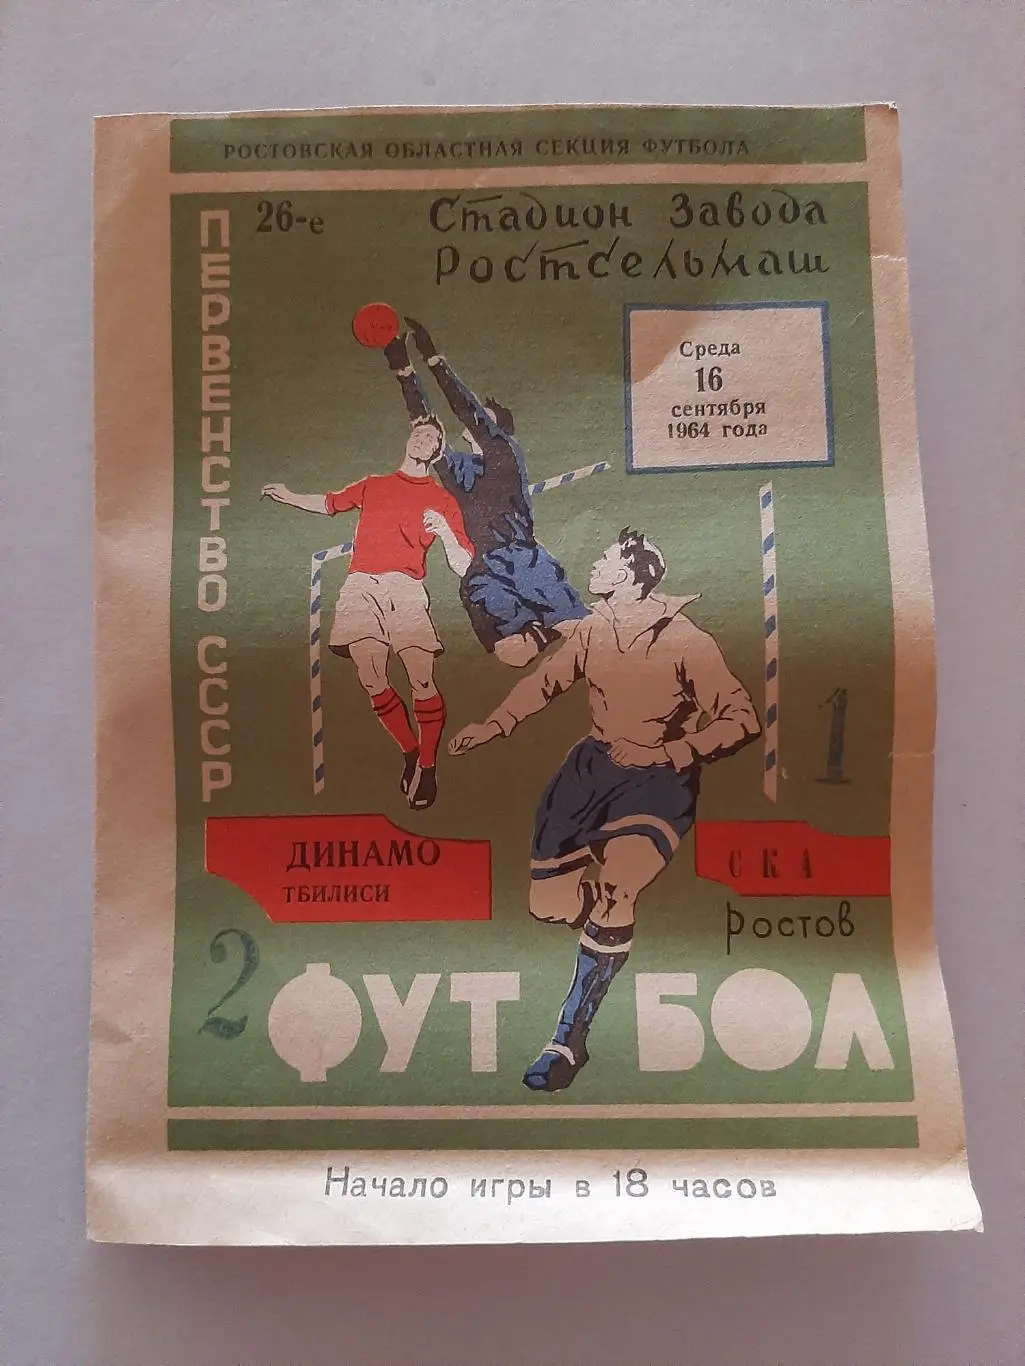 РОСТОВСКАЯ ОБЛАСТНАЯ СЕКЦИЯ ФУТБОЛА
26-е
ПЕРВЕНСТВО СССР
Стадион Завода
Ростсельмаш
Среда
16
сентября
1964 года
1
ДИНАМО
ТБИЛИСИ
СКА
Ростов
2
ФУТБОЛ
Начало игры в 18 часов